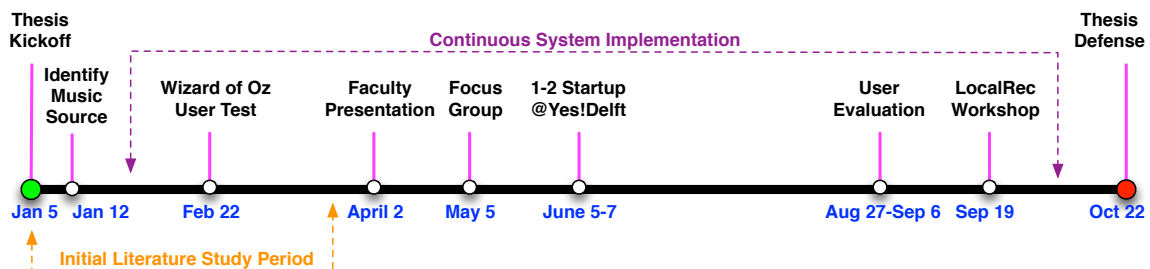 Thesis
Kickoff
Thesis
Defense
Continuous System Implementation
Identify
Music
Source
Wizard of Oz
User Test
Faculty
Presentation
Focus
Group
1-2 Startup
@Yes!Delft
User
Evaluation
LocalRec
Workshop
Jan 5
Jan 12
Feb 22
April 2
May 5
June 5-7
Aug 27-Sep 6
Sep 19
Oct 22
Initial Literature Study Period